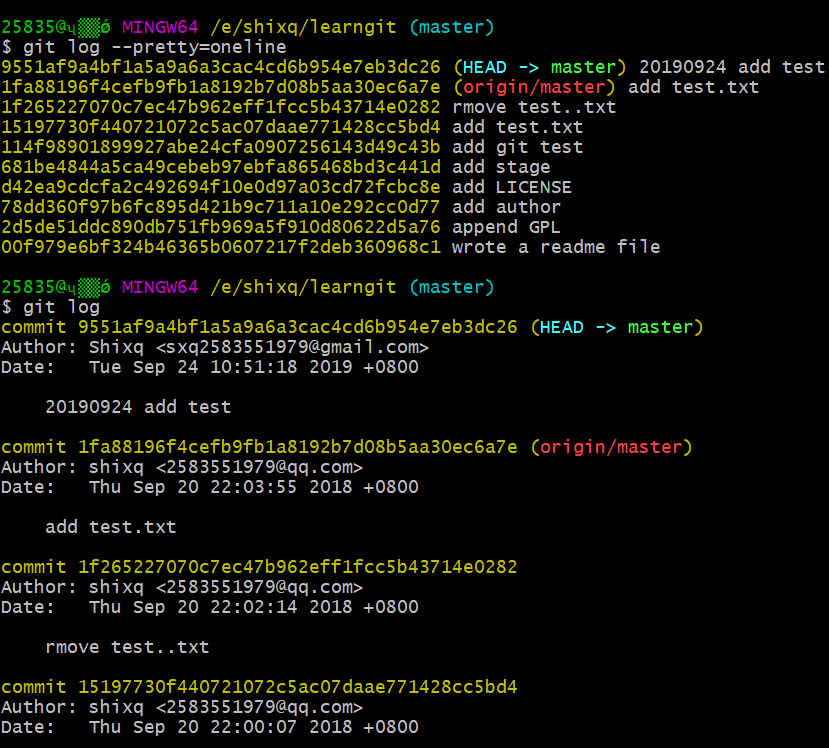 25835@ MINGW64 /e/shixq/learngit (master)
$ git log --pretty=oneline
9551af9a4bf1a5a9a6a3cac4cd6b954e7eb3dc26 (HEAD -> master) 20190924 add test
1fa88196f4cefb9fb1a8192b7d08b5aa30ec6a7e (origin/master) add test.txt
1f265227070c7ec47b962eff1fcc5b43714e0282 rmove test..txt
15197730f440721072c5ac07daae771428cc5bd4 add test.txt
114f98901899927abe24cfa0907256143d49c43b add git test
681be4844a5ca49cebeb97ebfa865468bd3c441d add stage
d42ea9cdcfa2c492694f10e0d97a03cd72fcbc8e add LICENSE
78dd360f97b6fc895d421b9c711a10e292cc0d77 add author
2d5de51ddc890db751fb969a5f910d80622d5a76 append GPL
00f979e6bf324b46365b0607217f2deb360968c1 wrote a readme file
25835@ MINGW64 /e/shixq/learngit (master)
$ git log
commit 9551af9a4bf1a5a9a6a3cac4cd6b954e7eb3dc26 (HEAD -> master)
Author: Shixq <sxq2583551979@gmail.com>
Date:   Tue Sep 24 10:51:18 2019 +0800
20190924 add test
commit 1fa88196f4cefb9fb1a8192b7d08b5aa30ec6a7e (origin/master)
Author: shixq <2583551979@qq.com>
Date:   Thu Sep 20 22:03:55 2018 +0800
add test.txt
commit 1f265227070c7ec47b962eff1fcc5b43714e0282
Author: shixq <2583551979@qq.com>
Date:   Thu Sep 20 22:02:14 2018 +0800
rmove test..txt
commit 15197730f440721072c5ac07daae771428cc5bd4
Author: shixq <2583551979@qq.com>
Date:   Thu Sep 20 22:00:07 2018 +0800